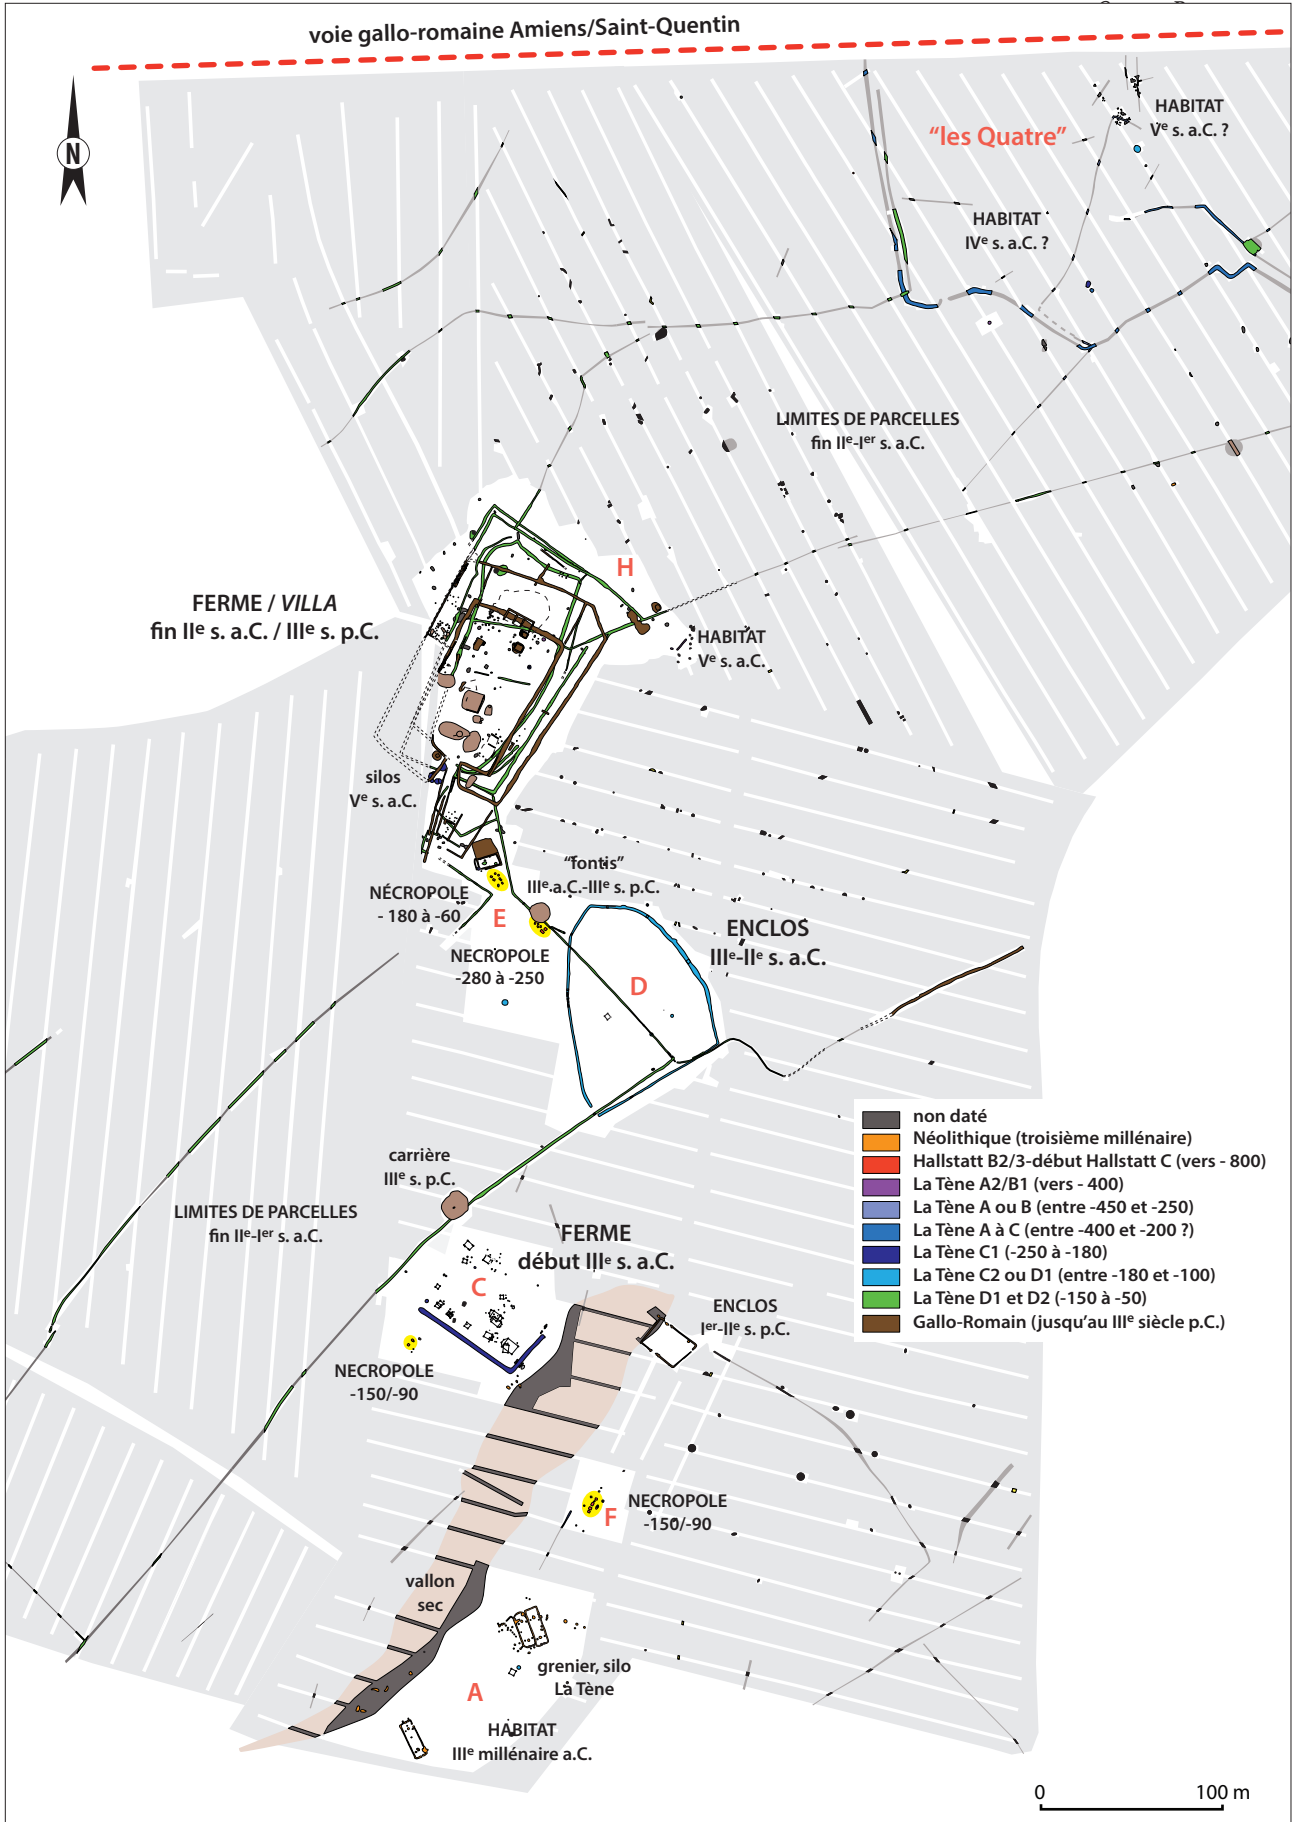 voie gallo-romaine Amiens/Saint-Quentin
N
"les Quatre"
HABITAT
Ve s. a.C. ?
HABITAT
IVe s. a.C. ?
LIMITES DE PARCELLES
fin IIe-Ier s. a.C.
H
FERME / VILLA
fin IIe s. a.C. / IIIe s. p.C.
HABITAT
Ve s. a.C.
silos
Ve s. a.C.
"fontis"
IIIe.a.C.-IIIe s. p.C.
NÉCROPOLE
- 180 à -60
E
ENCLOS
IIIe-IIe s. a.C.
NECROPOLE
-280 à -250
D
non daté
Néolithique (troisième millénaire)
Hallstatt B2/3-début Hallstatt C (vers - 800)
La Tène A2/B1 (vers - 400)
La Tène A ou B (entre -450 et -250)
La Tène A à C (entre -400 et -200 ?)
La Tène C1 (-250 à -180)
La Tène C2 ou D1 (entre -180 et -100)
La Tène D1 et D2 (-150 à -50)
Gallo-Romain (jusqu'au IIIe siècle p.C.)
carrière
IIIe s. p.C.
LIMITES DE PARCELLES
fin IIe-Ier s. a.C.
FERME
début IIIe s. a.C.
C
ENCLOS
Ier-IIe s. p.C.
NECROPOLE
-150/-90
NECROPOLE
-150/-90
F
vallon
sec
grenier, silo
La Tène
A
HABITAT
IIIe millénaire a.C.
0 100 m